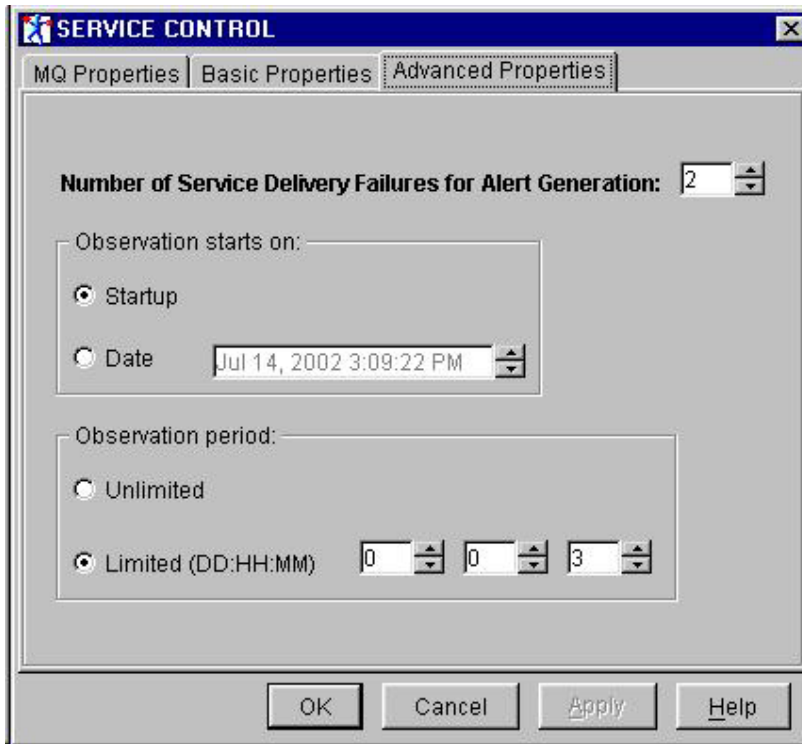 SERVICE CONTROL
MQ Properties Basic Properties Advanced Properties
Number of Service Delivery Failures for Alert Generation: 2
Observation starts on:
Startup
Date Jul 14, 2002 3:09:22 PM
Observation period:
Unlimited
Limited (DD:HH:MM) 0 0 3
OK Cancel Apply Help